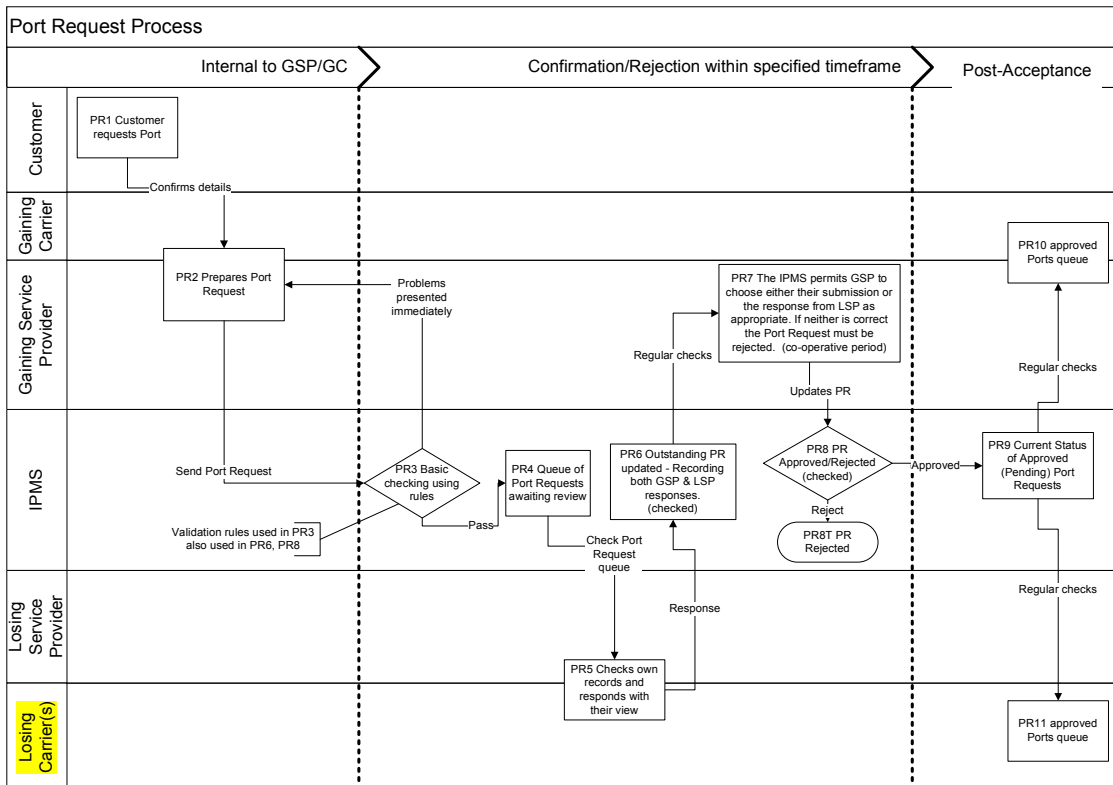 Port Request Process
Internal to GSP/GC
Confirmation/Rejection within specified timeframe
Post-Acceptance
Customer
PR1 Customer
requests Port
Confirms details
Gaining
Carrier
PR10 approved
Ports queue
Gaining Service
Provider
PR2 Prepares Port
Request
Problems
presented
immediately
PR7 The IPMS permits GSP to
choose either their submission or
the response from LSP as
appropriate. If neither is correct
the Port Request must be
rejected. (co-operative period)
Regular checks
Regular checks
Updates PR
IPMS
Send Port Request
PR3 Basic
checking using
rules
Pass
PR4 Queue of
Port Requests
awaiting review
PR6 Outstanding PR
updated - Recording
both GSP & LSP
responses.
(checked)
PR8 PR
Approved/Rejected
(checked)
Approved
PR9 Current Status
of Approved
(Pending) Port
Requests
Reject
PR8T PR
Rejected
Validation rules used in PR3
also used in PR6, PR8
Check Port
Request
queue
Losing
Service
Provider
Response
Regular checks
PR5 Checks own
records and
responds with
their view
Losing
Carrier(s)
PR11 approved
Ports queue